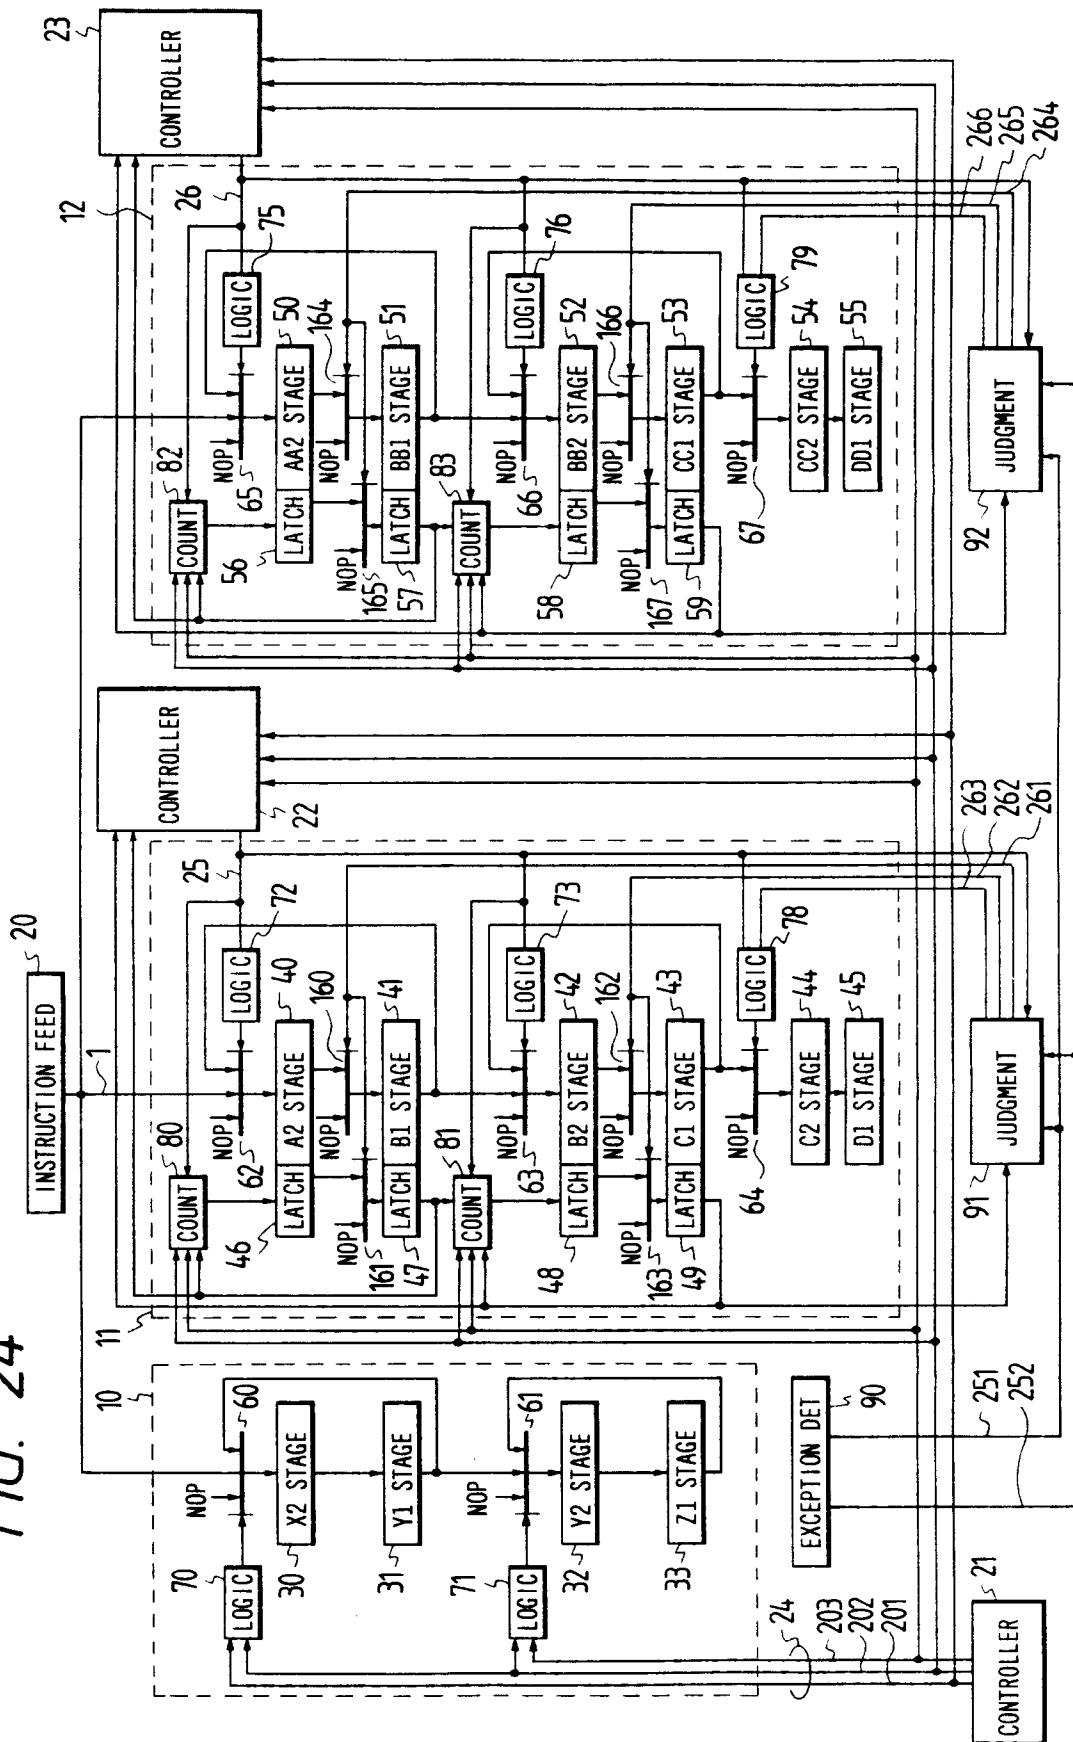 FIG. 24
INSTRUCTION FEED
20
1
10
70
LOGIC
NOP
60
X2 STAGE
30
Y1 STAGE
31
71
LOGIC
NOP
61
Y2 STAGE
32
Z1 STAGE
33
24
203
202
201
CONTROLLER
21
EXCEPTION DET
90
251
252
11
CONTROLLER
22
25
80
COUNT
NOP
62
LOGIC
72
LATCH
A2 STAGE
40
46
NOP
160
NOP
161
LATCH
B1 STAGE
41
47
81
COUNT
NOP
63
LOGIC
73
LATCH
B2 STAGE
42
48
NOP
162
NOP
163
LATCH
C1 STAGE
43
49
NOP
64
LOGIC
78
C2 STAGE
44
D1 STAGE
45
263
262
261
JUDGMENT
91
12
CONTROLLER
23
26
82
COUNT
NOP
65
LOGIC
75
LATCH
AA2 STAGE
50
56
NOP
164
NOP
165
LATCH
BB1 STAGE
51
57
83
COUNT
NOP
66
LOGIC
76
LATCH
BB2 STAGE
52
58
NOP
166
NOP
167
LATCH
CC1 STAGE
53
59
NOP
67
LOGIC
79
CC2 STAGE
54
DD1 STAGE
55
266
265
264
JUDGMENT
92